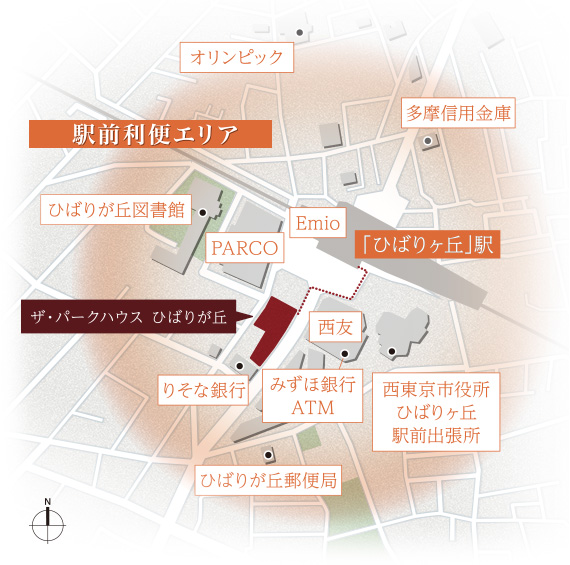 オリンピック
多摩信用金庫
駅前利便エリア
ひばりが丘図書館
Emio
PARCO
「ひばりヶ丘」駅
ザ・パークハウス ひばりが丘
西友
りそな銀行
みずほ銀行
ATM
西東京市役所
ひばりヶ丘
駅前出張所
ひばりが丘郵便局
N